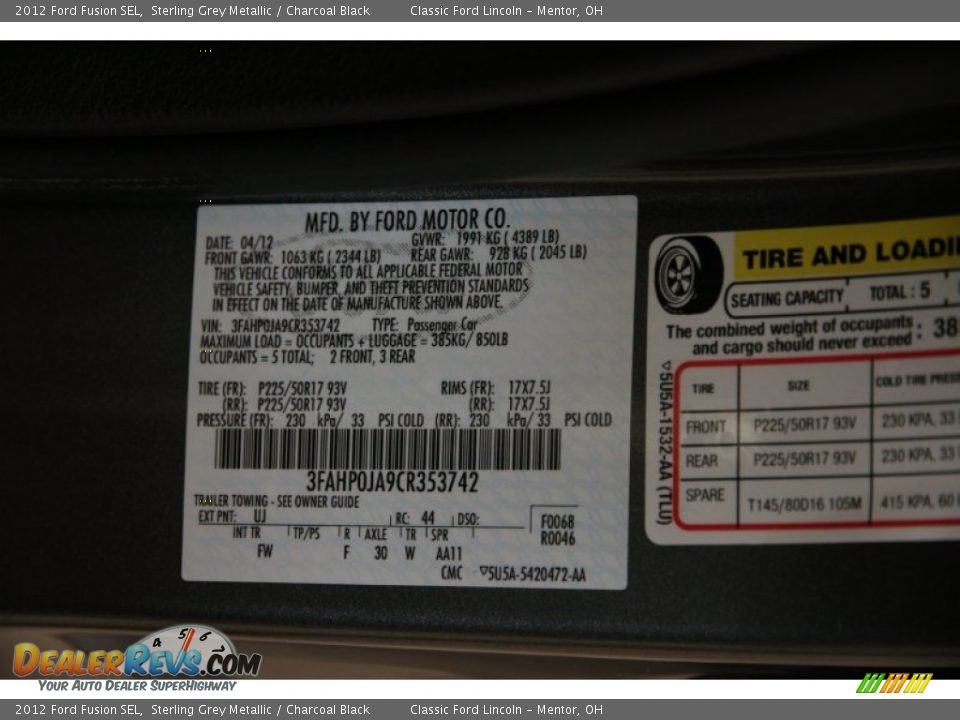 2012 Ford Fusion SEL, Sterling Grey Metallic / Charcoal Black Classic Ford Lincoln - Mentor, OH
MFD. BY FORD MOTOR CO.
DATE: 04/12 GVWR: 1991 KG ( 4389 LB)
FRONT GAWR: 1063 KG ( 2344 LB) REAR GAWR: 928 KG ( 2045 LB)
THIS VEHICLE CONFORMS TO ALL APPLICABLE FEDERAL MOTOR
VEHICLE SAFETY, BUMPER, AND THEFT PREVENTION STANDARDS
IN EFFECT ON THE DATE OF MANUFACTURE SHOWN ABOVE.
VIN: 3FAHP0JA9CR353742 TYPE: Passenger Car
MAXIMUM LOAD = OCCUPANTS + LUGGAGE = 385KG/ 850LB
OCCUPANTS = 5 TOTAL; 2 FRONT, 3 REAR
TIRE (FR): P225/50R17 93V RIMS (FR): 17X7.5J
(RR): P225/50R17 93V (RR): 17X7.5J
PRESSURE (FR): 230 kPa/ 33 PSI COLD (RR): 230 kPa/ 33 PSI COLD
3FAHP0JA9CR353742
TRAILER TOWING - SEE OWNER GUIDE
EXT PNT: UJ RC: 44 DSO:
F0068
R0046
INT TR TP/PS R AXLE TR SPR
FW F 30 W AA11
CMC ▽5U5A-5420472-AA
TIRE AND LOADI
SEATING CAPACITY TOTAL : 5
The combined weight of occupants
and cargo should never exceed : 38
▽5U5A-1532-AA (TLU)
TIRE SIZE COLD TIRE PRESS
FRONT P225/50R17 93V 230 KPA, 33
REAR P225/50R17 93V 230 KPA, 33
SPARE T145/80D16 105M 415 KPA, 60
4 5 6
DEALERREVS.COM
YOUR AUTO DEALER SUPERHIGHWAY
2012 Ford Fusion SEL, Sterling Grey Metallic / Charcoal Black Classic Ford Lincoln - Mentor, OH